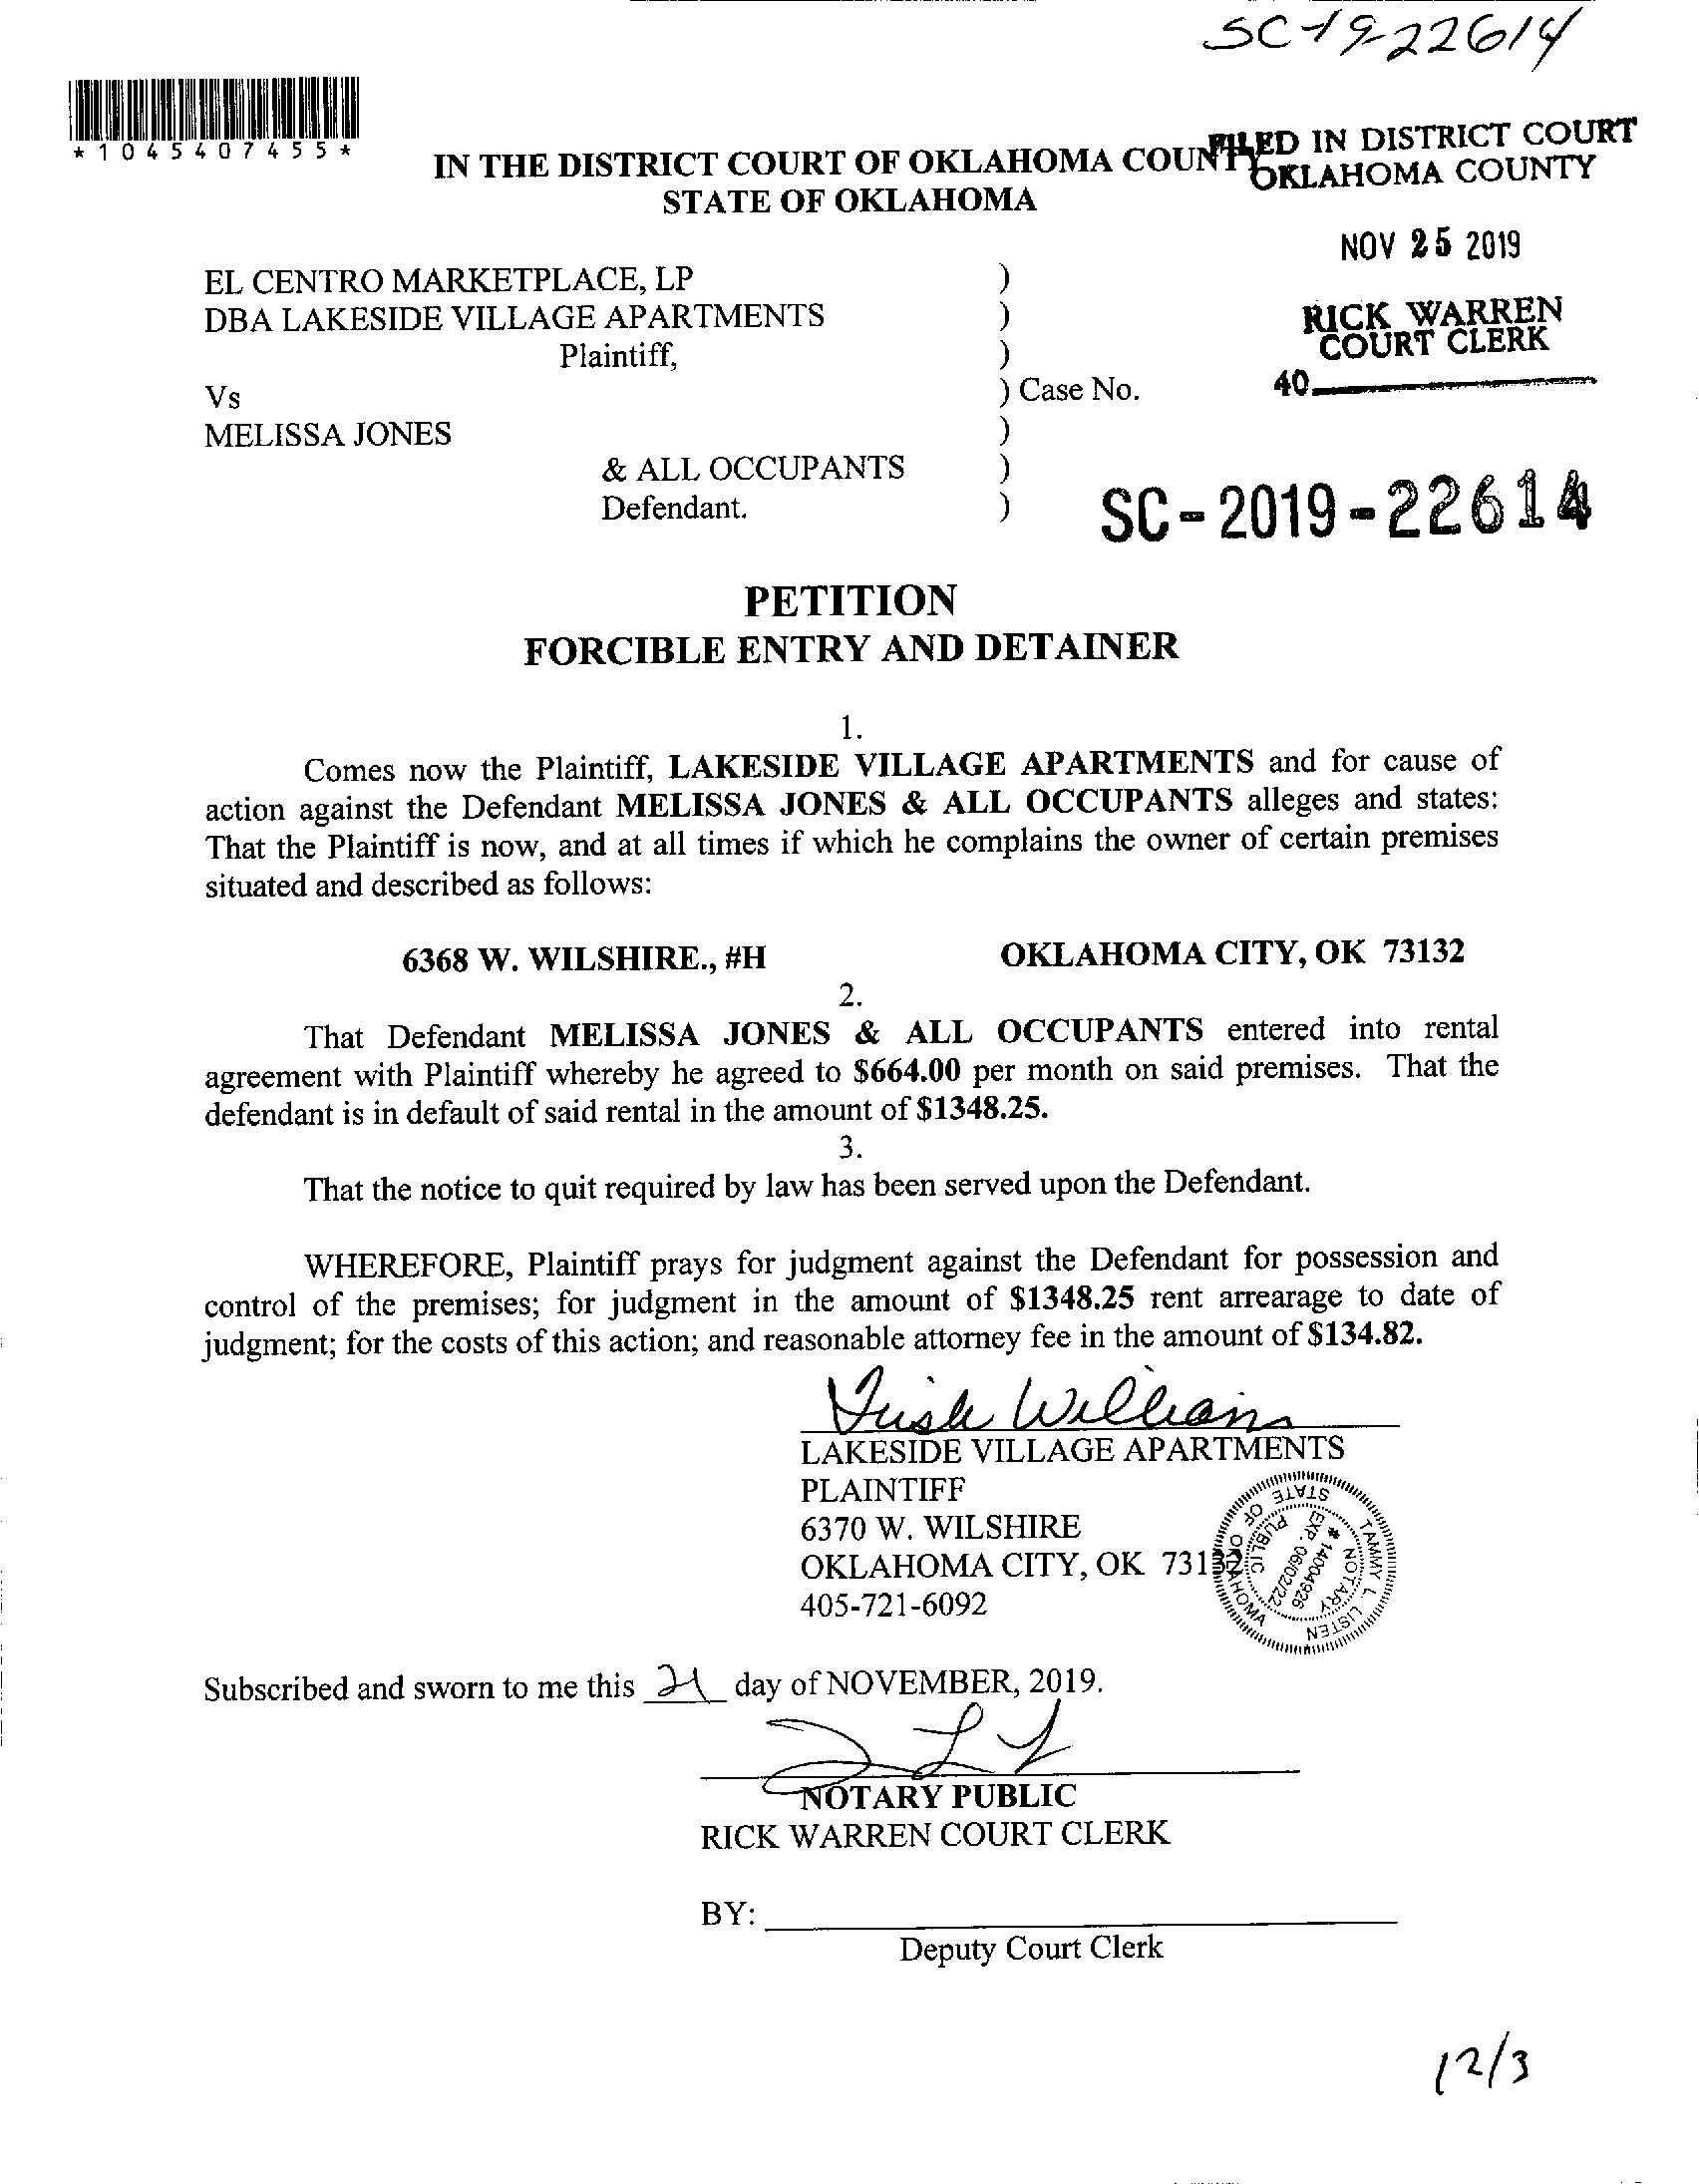 SC-19-22614
*1045407455*
IN THE DISTRICT COURT OF OKLAHOMA COUNTY
STATE OF OKLAHOMA
FILED IN DISTRICT COURT
OKLAHOMA COUNTY
NOV 25 2019
RICK WARREN
COURT CLERK
40
EL CENTRO MARKETPLACE, LP )
DBA LAKESIDE VILLAGE APARTMENTS )
Plaintiff, )
Vs ) Case No.
MELISSA JONES )
& ALL OCCUPANTS )
Defendant. )
SC-2019-22614
PETITION
FORCIBLE ENTRY AND DETAINER
1.
Comes now the Plaintiff, LAKESIDE VILLAGE APARTMENTS and for cause of
action against the Defendant MELISSA JONES & ALL OCCUPANTS alleges and states:
That the Plaintiff is now, and at all times if which he complains the owner of certain premises
situated and described as follows:
6368 W. WILSHIRE., #H OKLAHOMA CITY, OK 73132
2.
That Defendant MELISSA JONES & ALL OCCUPANTS entered into rental
agreement with Plaintiff whereby he agreed to $664.00 per month on said premises. That the
defendant is in default of said rental in the amount of $1348.25.
3.
That the notice to quit required by law has been served upon the Defendant.
WHEREFORE, Plaintiff prays for judgment against the Defendant for possession and
control of the premises; for judgment in the amount of $1348.25 rent arrearage to date of
judgment; for the costs of this action; and reasonable attorney fee in the amount of $134.82.
Trish Williams
LAKESIDE VILLAGE APARTMENTS
PLAINTIFF
6370 W. WILSHIRE
OKLAHOMA CITY, OK 73132
405-721-6092
TAMMY L. LISTEN
STATE OF OKLAHOMA
NOTARY PUBLIC
# 14004926
EXP. 06/02/22
Subscribed and sworn to me this 21 day of NOVEMBER, 2019.
NOTARY PUBLIC
RICK WARREN COURT CLERK
BY:
Deputy Court Clerk
12/3